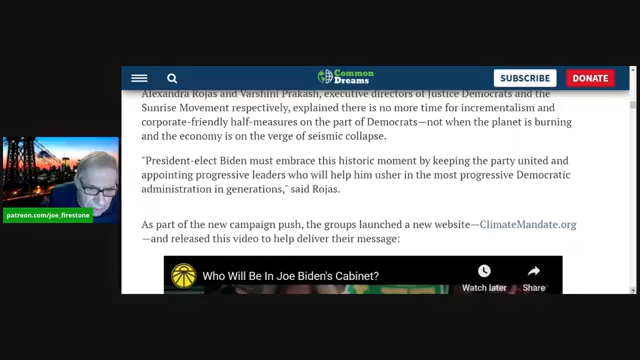 Common
Dreams
SUBSCRIBE
DONATE
Alexandra Rojas and Varshini Prakash, executive directors of Justice Democrats and the
Sunrise Movement respectively, explained there is no more time for incrementalism and
corporate-friendly half-measures on the part of Democrats—not when the planet is burning
and the economy is on the verge of seismic collapse.
"President-elect Biden must embrace this historic moment by keeping the party united and
appointing progressive leaders who will help him usher in the most progressive Democratic
administration in generations," said Rojas.
As part of the new campaign push, the groups launched a new website—ClimateMandate.org
—and released this video to help deliver their message:
Who Will Be In Joe Biden's Cabinet?
Watch later
Share
patreon.com/joe_firestone